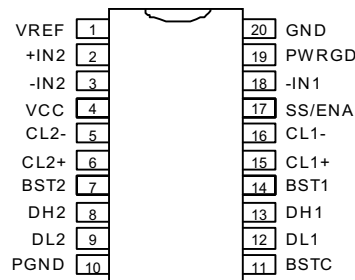 VREF 1 20 GND
+IN2 2 19 PWRGD
-IN2 3 18 -IN1
VCC 4 17 SS/ENA
CL2- 5 16 CL1-
CL2+ 6 15 CL1+
BST2 7 14 BST1
DH2 8 13 DH1
DL2 9 12 DL1
PGND 10 11 BSTC